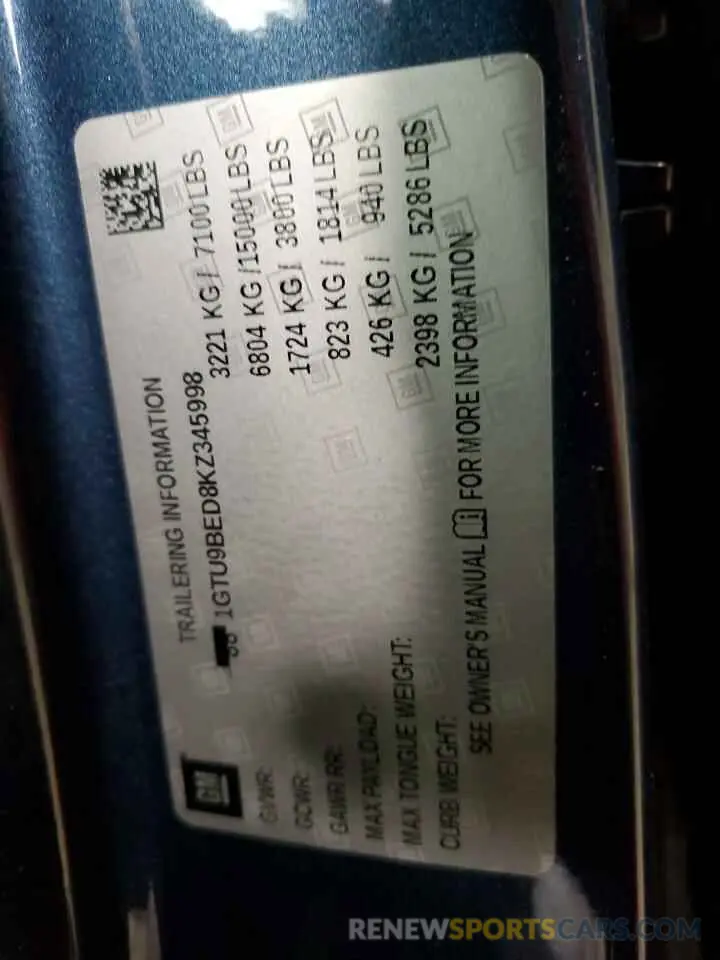 TRAILERING INFORMATION
1GTU9BED8KZ345998
GM
GVWR: 3221 KG / 7100 LBS
GCWR: 6804 KG / 15000 LBS
GAWR RR: 1724 KG / 3800 LBS
MAX PAYLOAD: 823 KG / 1814 LBS
MAX TONGUE WEIGHT: 426 KG / 940 LBS
CURB WEIGHT: 2398 KG / 5286 LBS
SEE OWNER'S MANUAL FOR MORE INFORMATION
RENEWSPORTSCARS.COM